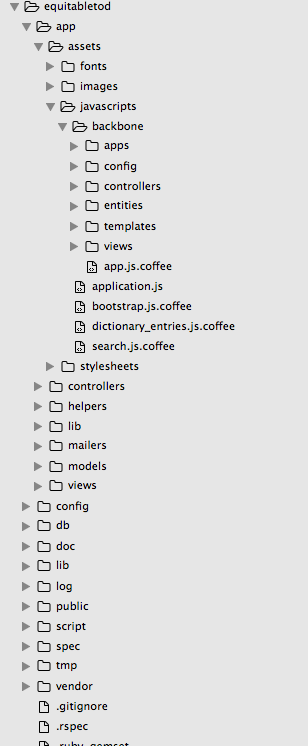 equitabletod
app
assets
fonts
images
javascripts
backbone
apps
config
controllers
entities
templates
views
app.js.coffee
application.js
bootstrap.js.coffee
dictionary_entries.js.coffee
search.js.coffee
stylesheets
controllers
helpers
lib
mailers
models
views
config
db
doc
lib
log
public
script
spec
tmp
vendor
.gitignore
.rspec
.ruby_gemset